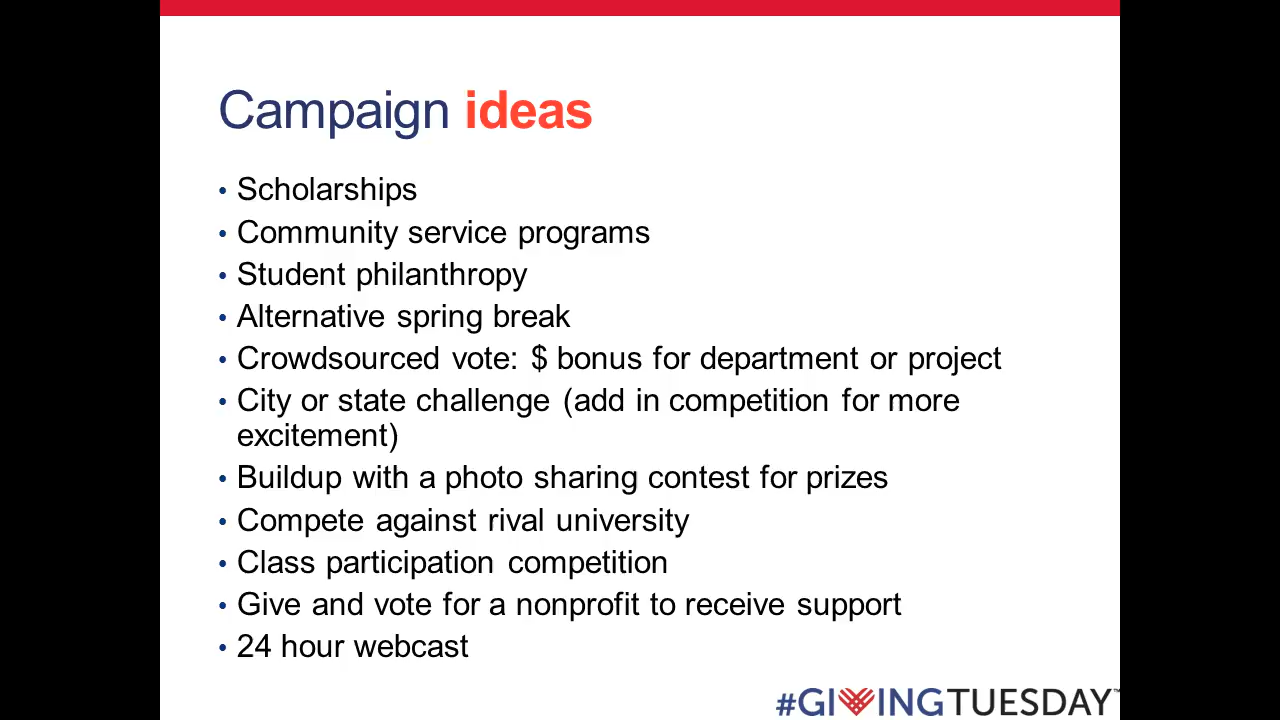 Campaign ideas
• Scholarships
• Community service programs
• Student philanthropy
• Alternative spring break
• Crowdsourced vote: $ bonus for department or project
• City or state challenge (add in competition for more
excitement)
• Buildup with a photo sharing contest for prizes
• Compete against rival university
• Class participation competition
• Give and vote for a nonprofit to receive support
• 24 hour webcast
#GIVINGTUESDAY™